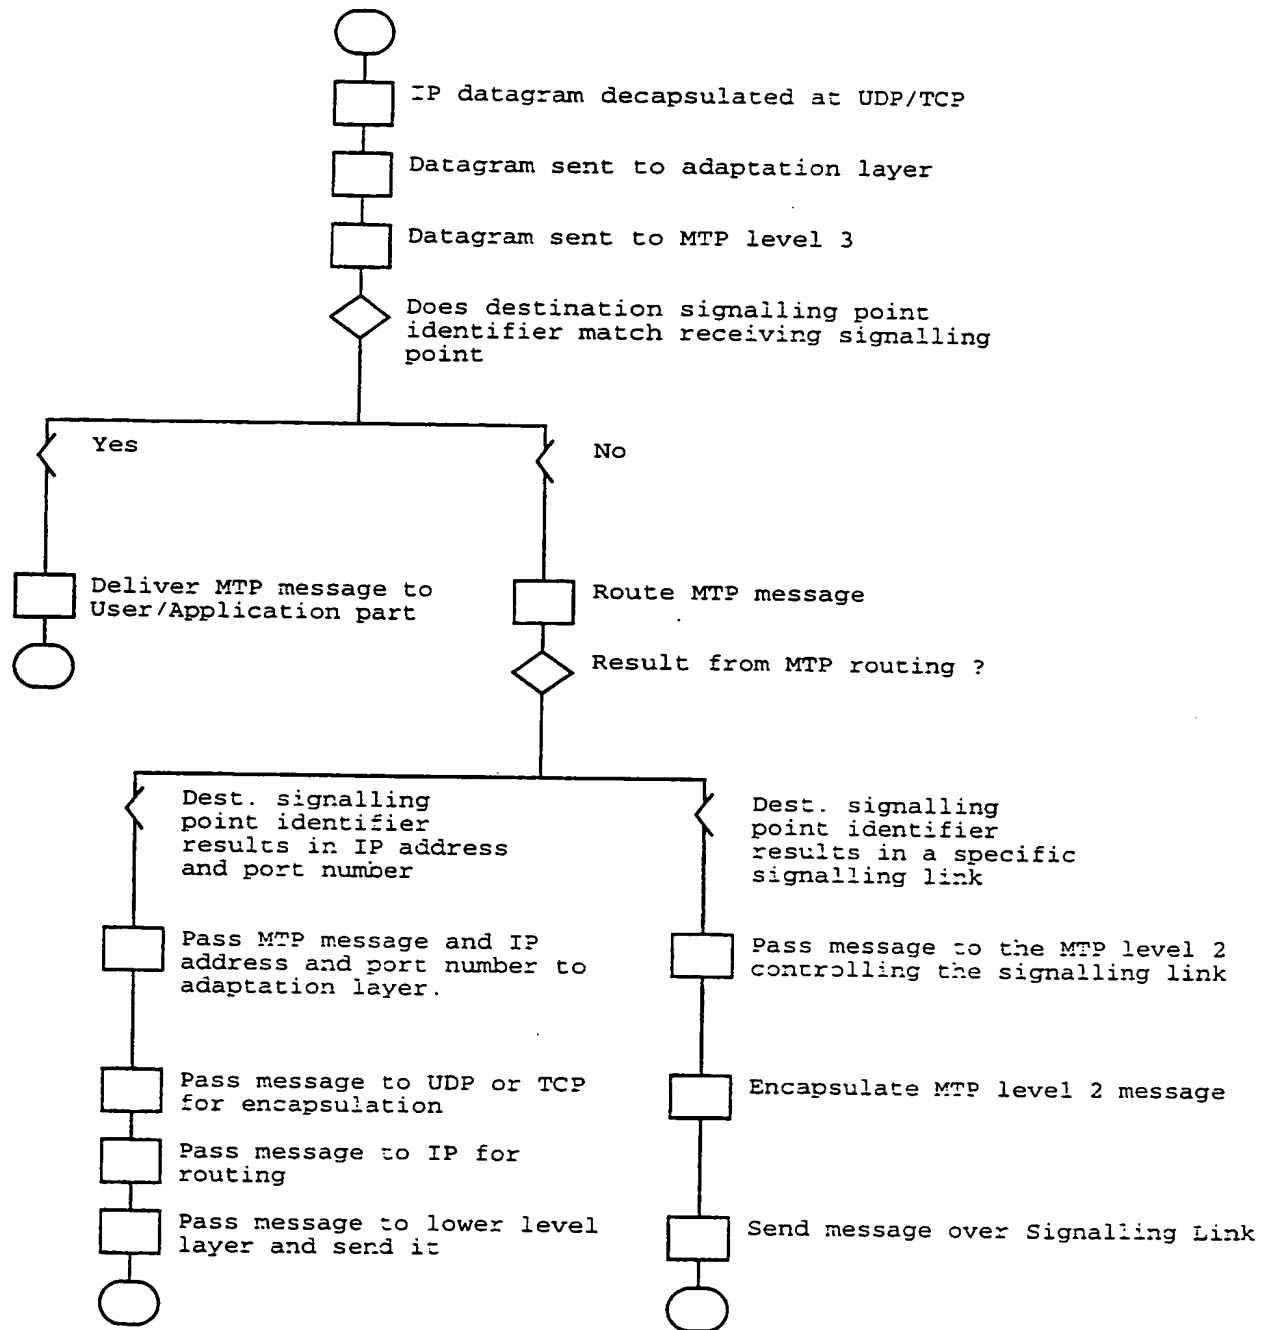 IP datagram decapsulated at UDP/TCP
Datagram sent to adaptation layer
Datagram sent to MTP level 3
Does destination signalling point
identifier match receiving signalling
point
Yes
No
Deliver MTP message to
User/Application part
Route MTP message
Result from MTP routing ?
Dest. signalling
point identifier
results in IP address
and port number
Dest. signalling
point identifier
results in a specific
signalling link
Pass MTP message and IP
address and port number to
adaptation layer.
Pass message to the MTP level 2
controlling the signalling link
Pass message to UDP or TCP
for encapsulation
Encapsulate MTP level 2 message
Pass message to IP for
routing
Pass message to lower level
layer and send it
Send message over Signalling Link